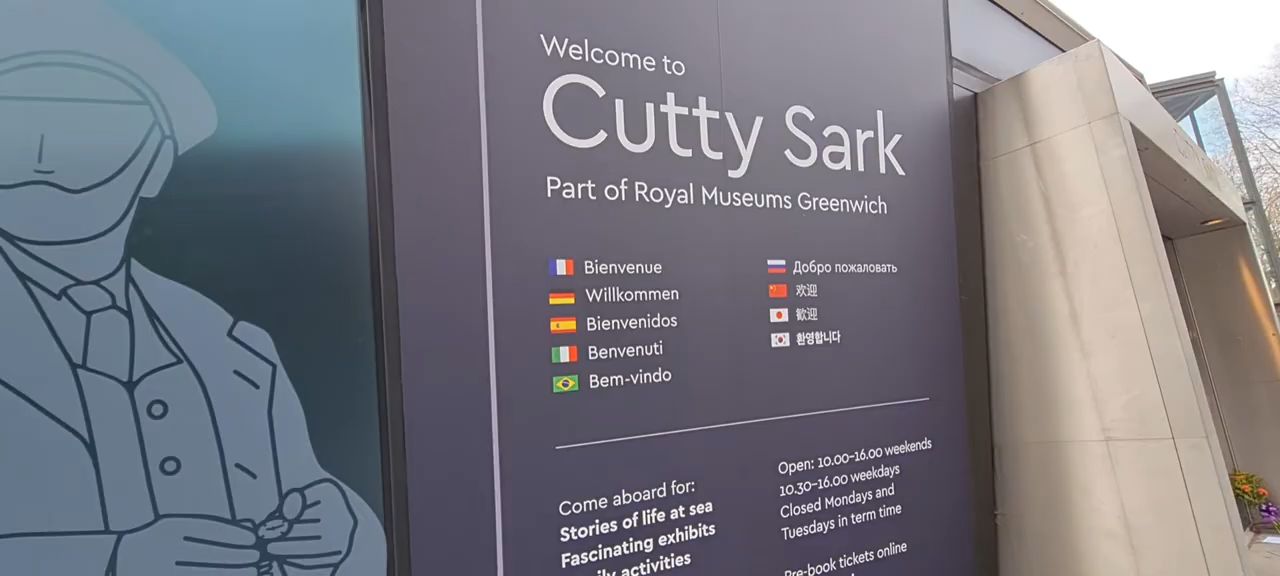 Welcome to
Cutty Sark
Part of Royal Museums Greenwich
Bienvenue
Willkommen
Bienvenidos
Benvenuti
Bem-vindo
Добро пожаловать
欢迎
歓迎
환영합니다
Come aboard for:
Stories of life at sea
Fascinating exhibits
activities
Open: 10.00-16.00 weekends
10.30-16.00 weekdays
Closed Mondays and
Tuesdays in term time
Pre-book tickets online